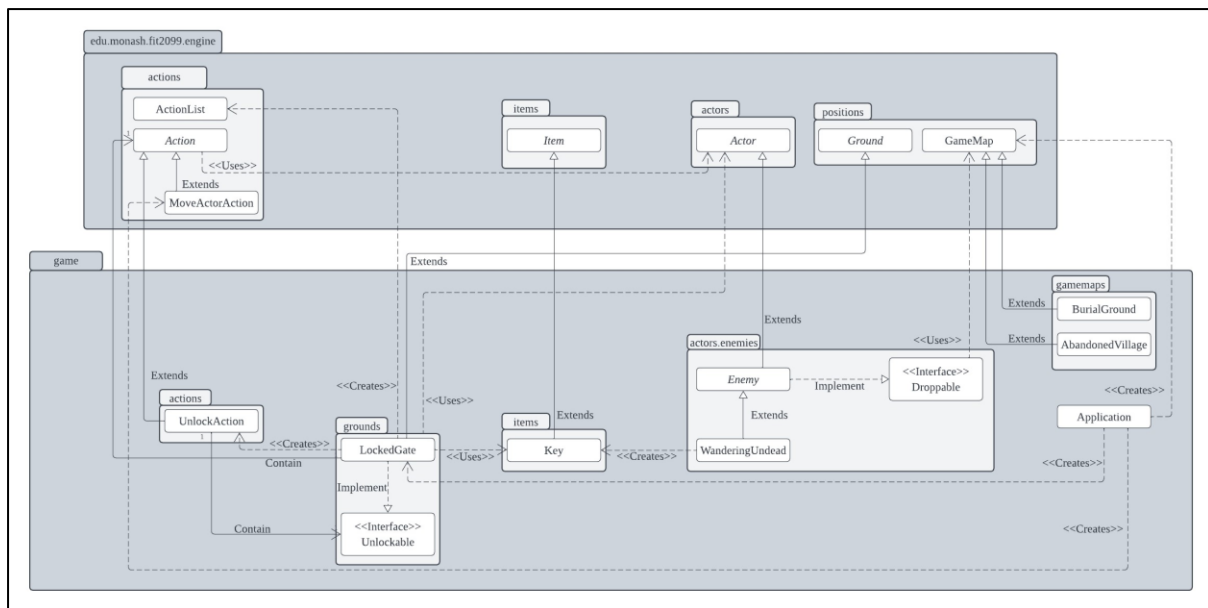 edu.monash.fit2099.engine
actions
ActionList
1
Action
<<Uses>>
Extends
MoveActorAction
items
Item
actors
Actor
positions
Ground
GameMap
game
Extends
gamemaps
Extends
BurialGround
Extends
AbandonedVillage
Extends
actors.enemies
<<Uses>>
Enemy
Implement
<<Interface>>
Droppable
Extends
<<Creates>>
<<Uses>>
Extends
Extends
<<Creates>>
actions
UnlockAction
1
<<Creates>>
Contain
grounds
LockedGate
<<Uses>>
items
Key
<<Creates>>
WanderingUndead
Application
<<Creates>>
Implement
Contain
<<Interface>>
Unlockable
<<Creates>>